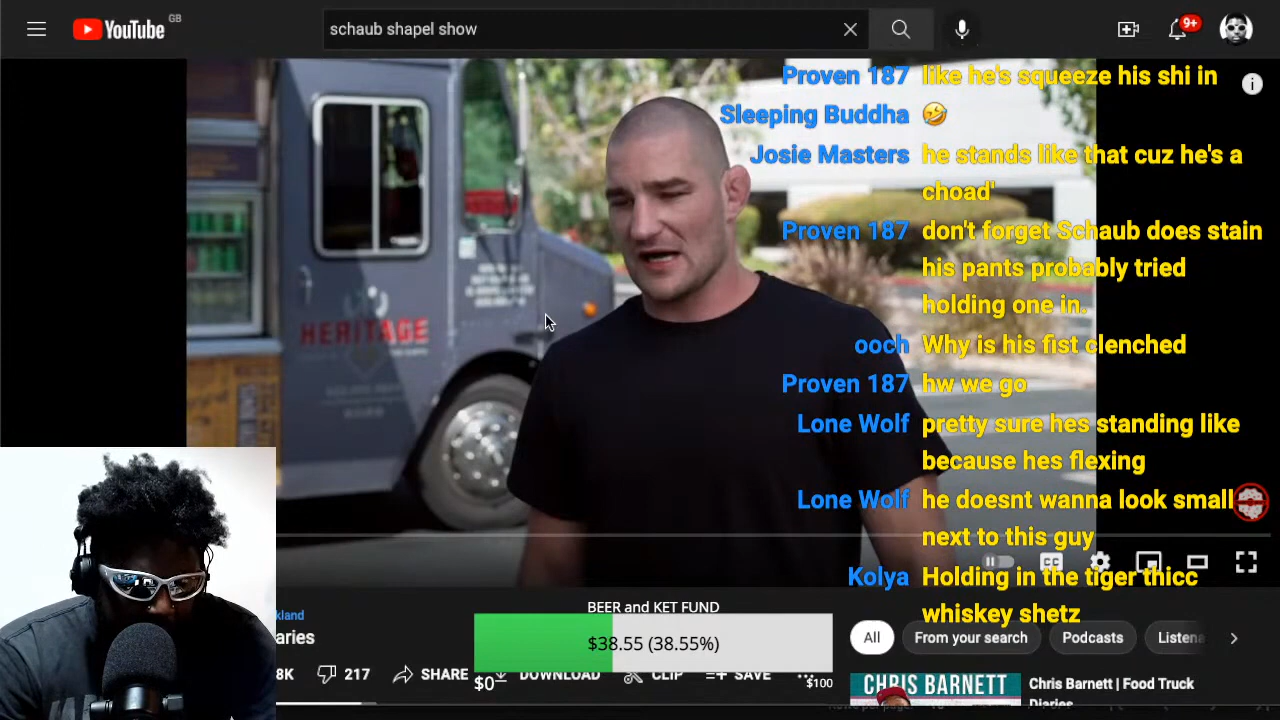 YouTube GB
schaub shapel show
9+
Proven 187 like he's squeeze his shi in
Sleeping Buddha 🤣
Josie Masters he stands like that cuz he's a
choad'
Proven 187 don't forget Schaub does stain
his pants probably tried
holding one in.
ooch Why is his fist clenched
Proven 187 hw we go
Lone Wolf pretty sure hes standing like
because hes flexing
Lone Wolf he doesnt wanna look small
next to this guy
Kolya Holding in the tiger thicc
whiskey shetz
HERITAGE
CC
BEER and KET FUND
$38.55 (38.55%)
$0
$100
kland
aries
8K 217 SHARE DOWNLOAD CLIP SAVE
All From your search Podcasts Listena
CHRIS BARNETT
Chris Barnett | Food Truck
Diaries